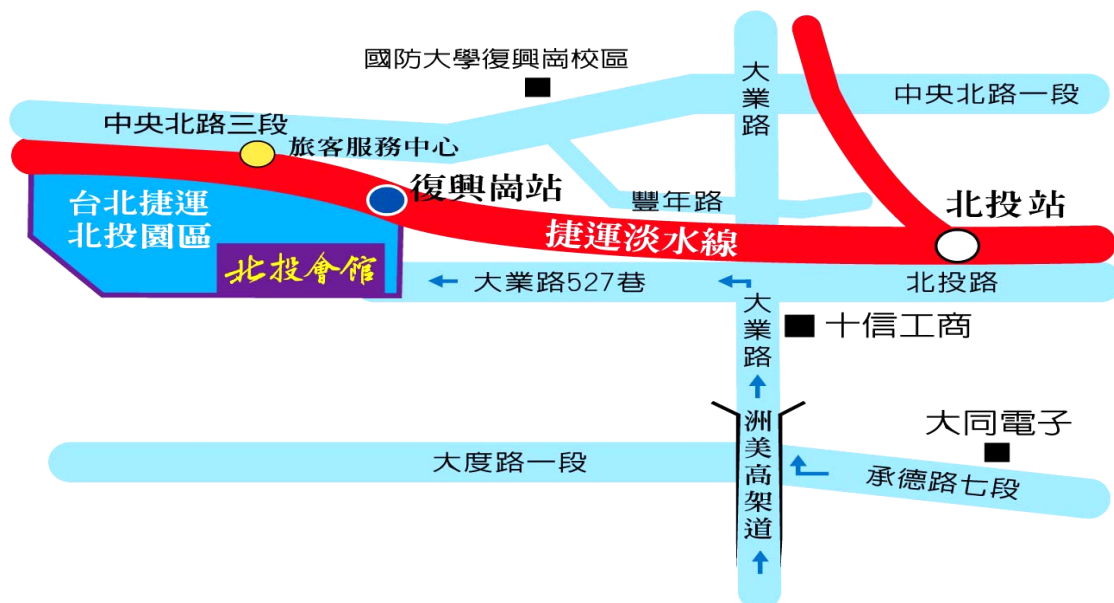 國防大學復興崗校區
大業路
中央北路一段
中央北路三段
旅客服務中心
復興崗站
豐年路
北投站
台北捷運
北投園區
捷運淡水線
北投會館
大業路527巷
北投路
大業路
十信工商
洲美高架道
大同電子
大度路一段
承德路七段